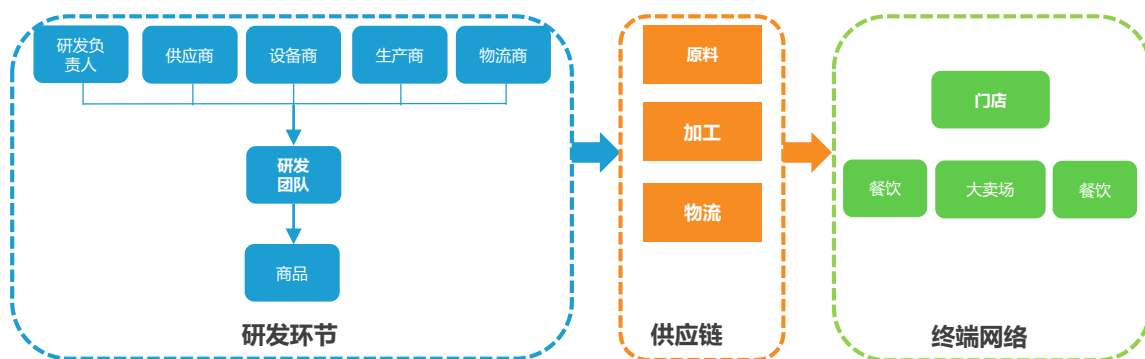 研发负
责人
供应商
设备商
生产商
物流商
研发
团队
商品
研发环节
原料
加工
物流
供应链
门店
餐饮
大卖场
餐饮
终端网络